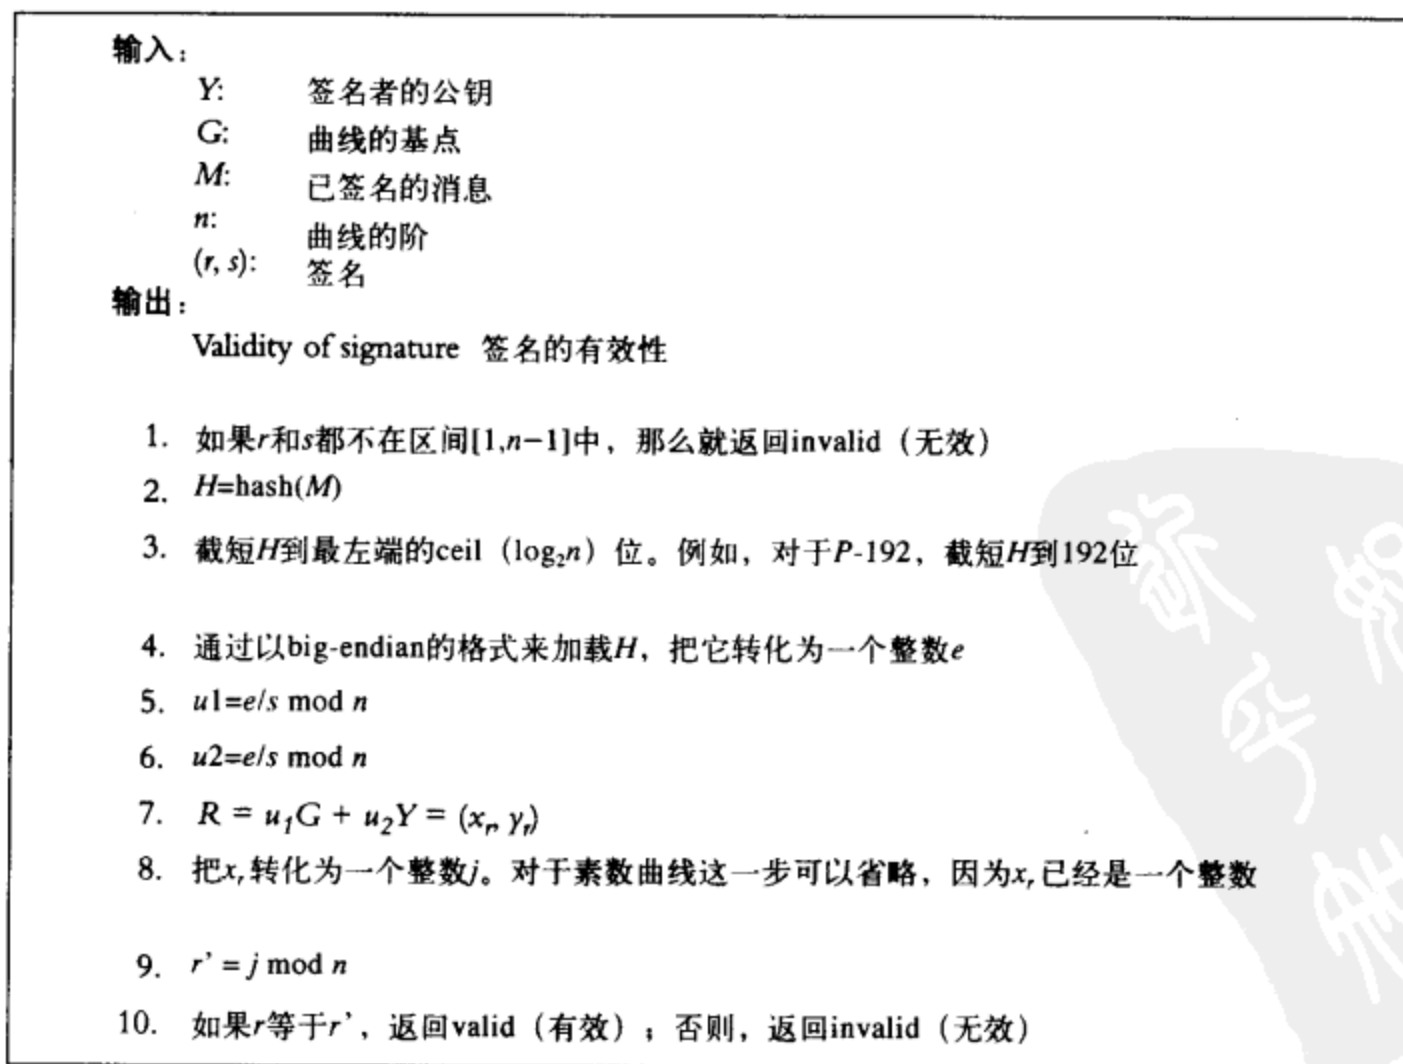 输入：
Y: 签名者的公钥
G: 曲线的基点
M: 已签名的消息
n: 曲线的阶
(r, s): 签名
输出：
Validity of signature 签名的有效性
1. 如果r和s都不在区间[1,n−1]中，那么就返回invalid（无效）
2. H=hash(M)
3. 截短H到最左端的ceil（log₂n）位。例如，对于P-192，截短H到192位
4. 通过以big-endian的格式来加载H，把它转化为一个整数e
5. u1=e/s mod n
6. u2=e/s mod n
7. R = u₁G + u₂Y = (xᵣ, yᵣ)
8. 把xᵣ转化为一个整数j。对于素数曲线这一步可以省略，因为xᵣ已经是一个整数
9. r’ = j mod n
10. 如果r等于r’，返回valid（有效）；否则，返回invalid（无效）